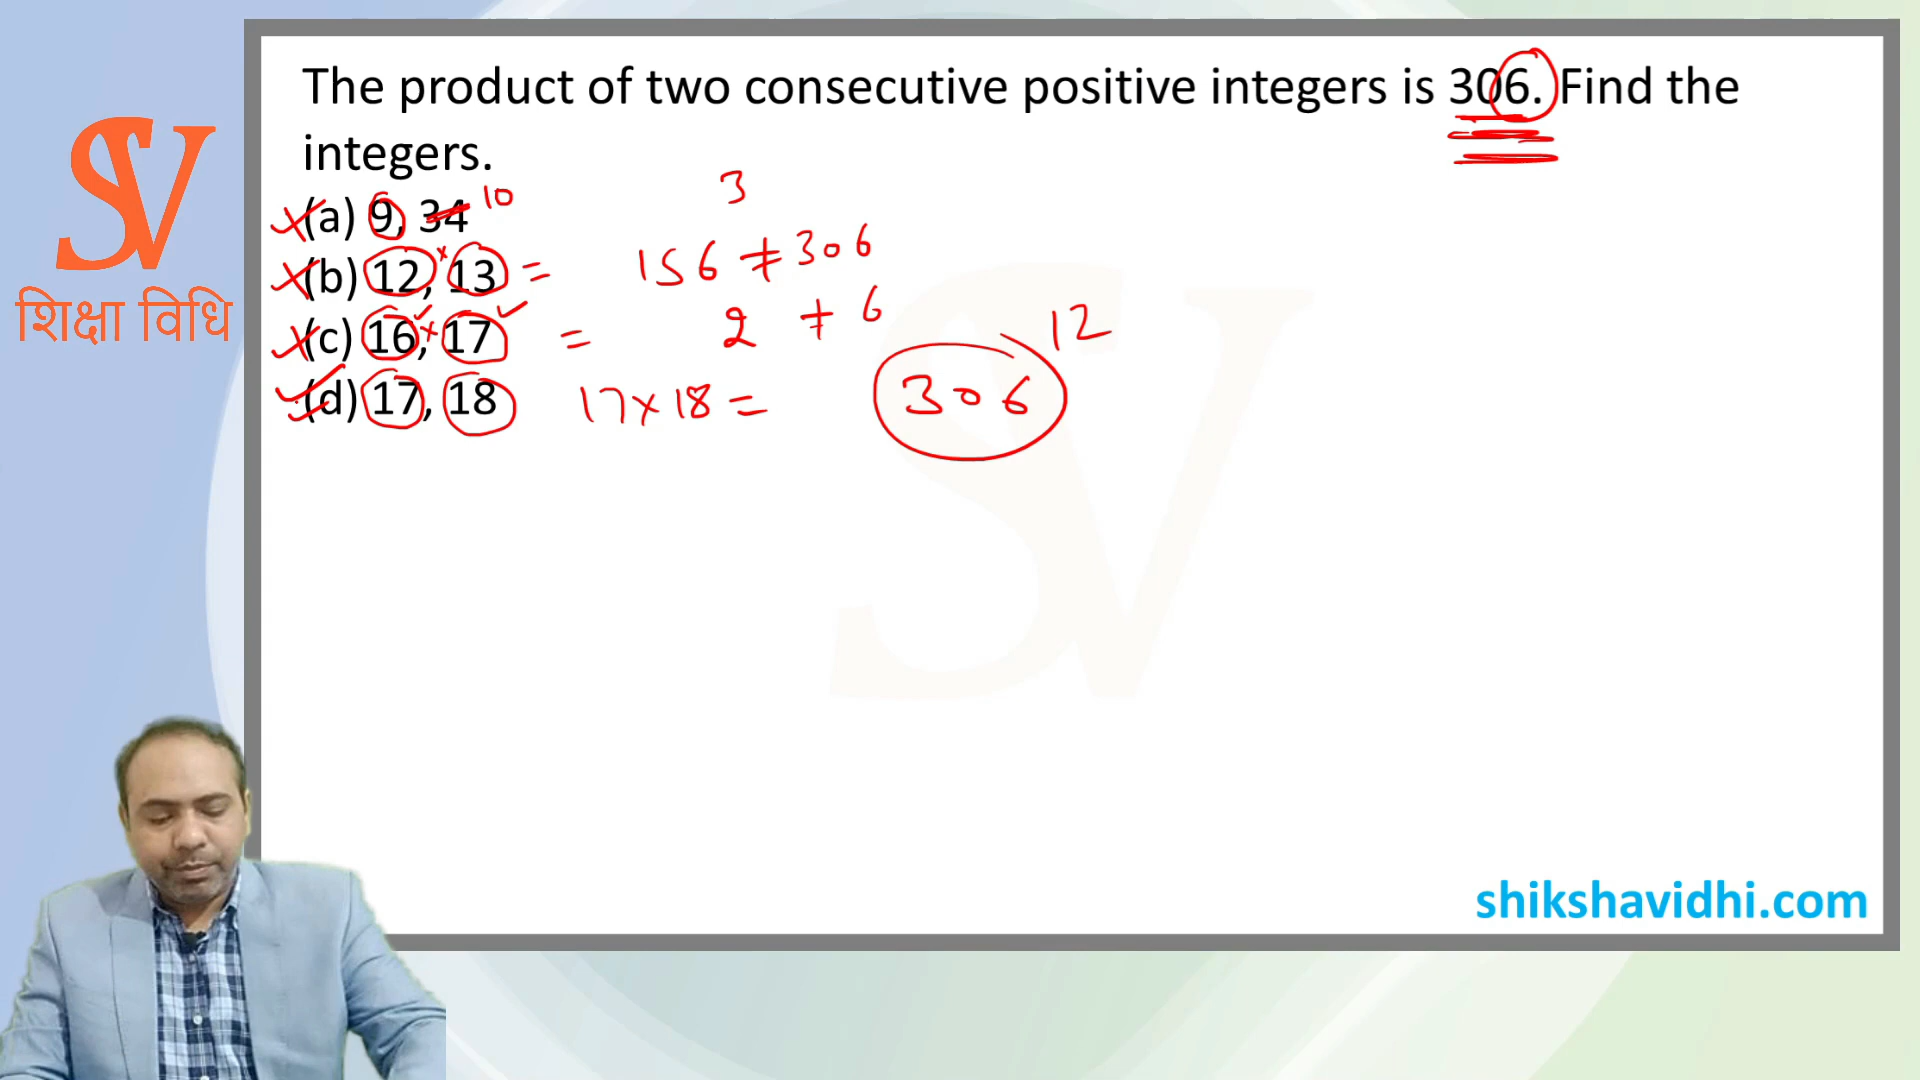 The product of two consecutive positive integers is 306. Find the
integers.
3
(a) 9, 34 10
(b) 12, × 13 = 156 ≠ 306
(c) 16, × 17 = 2 ≠ 6
12
(d) 17, 18 17 × 18 = 306
SV
शिक्षा विधि
SV
shikshavidhi.com